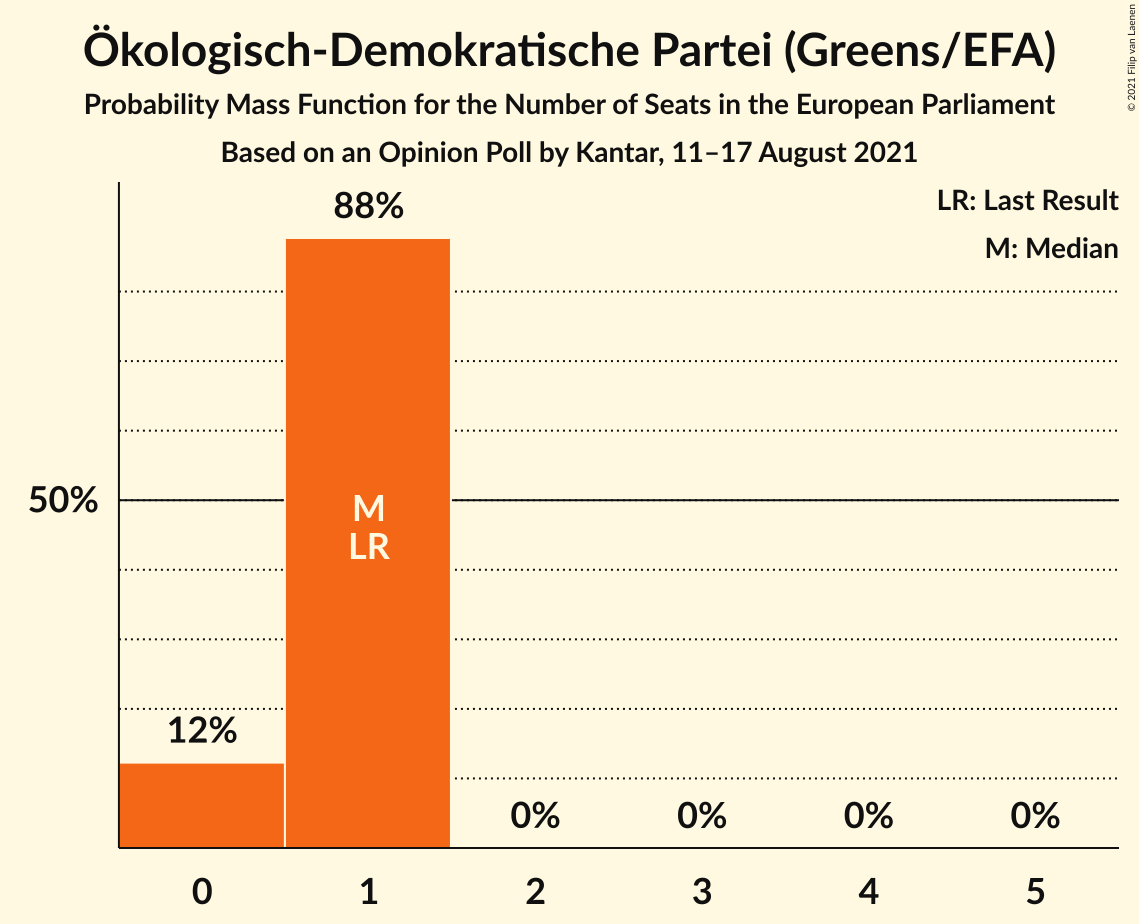 Ökologisch-Demokratische Partei (Greens/EFA)
Probability Mass Function for the Number of Seats in the European Parliament
Based on an Opinion Poll by Kantar, 11–17 August 2021
© 2021 Filip van Laenen
LR: Last Result
M: Median
88%
50%
M
LR
12%
0% 0% 0% 0%
0 1 2 3 4 5